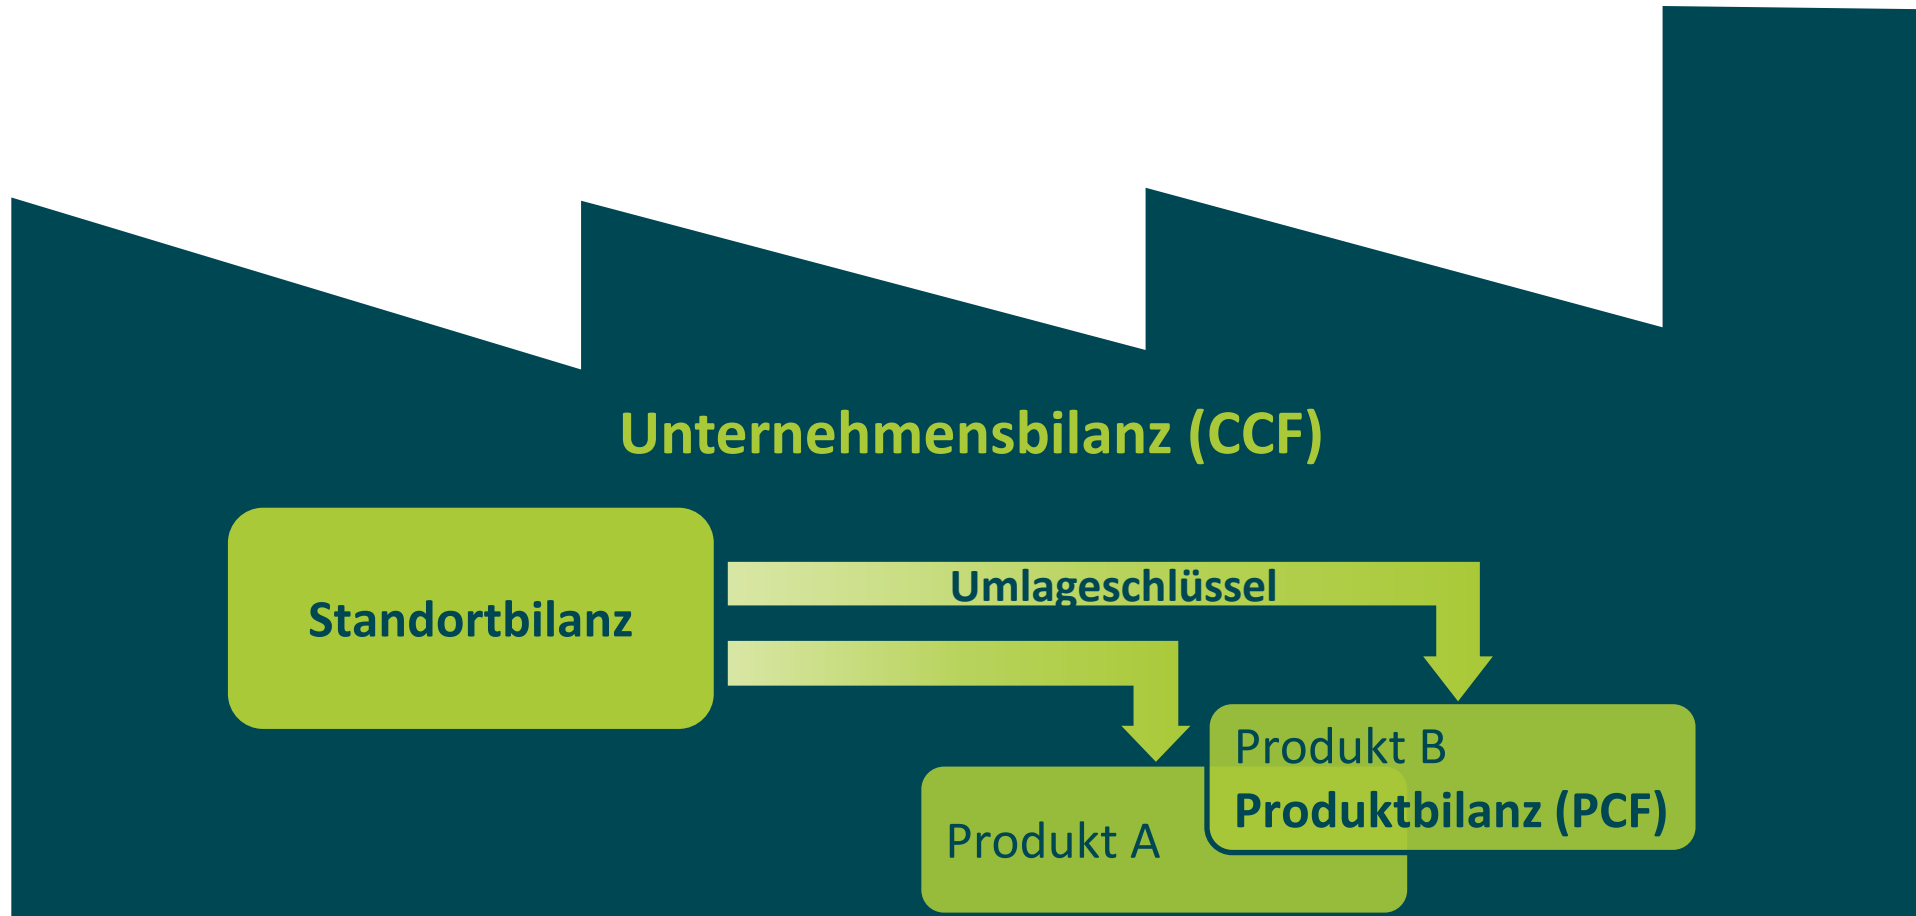 Unternehmensbilanz (CCF)
Standortbilanz
Umlageschlüssel
Produkt B
Produktbilanz (PCF)
Produkt A